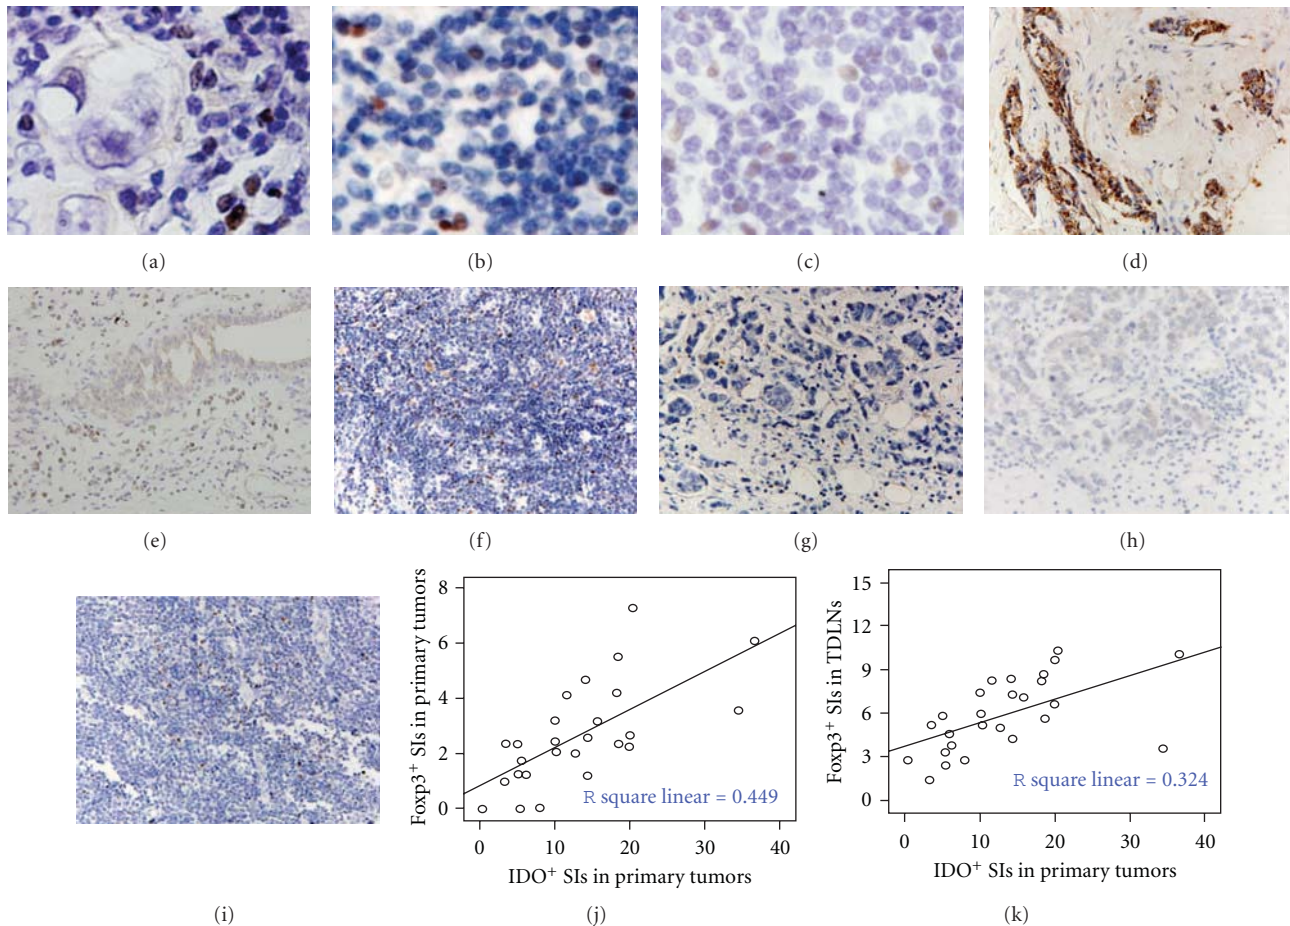 (a)
(b)
(c)
(d)
(e)
(f)
(g)
(h)
(i)
Foxp3⁺ SIs in primary tumors
8
6
4
2
0
R square linear = 0.449
0 10 20 30 40
IDO⁺ SIs in primary tumors
(j)
Foxp3⁺ SIs in TDLNs
15
12
9
6
3
0
R square linear = 0.324
0 10 20 30 40
IDO⁺ SIs in primary tumors
(k)